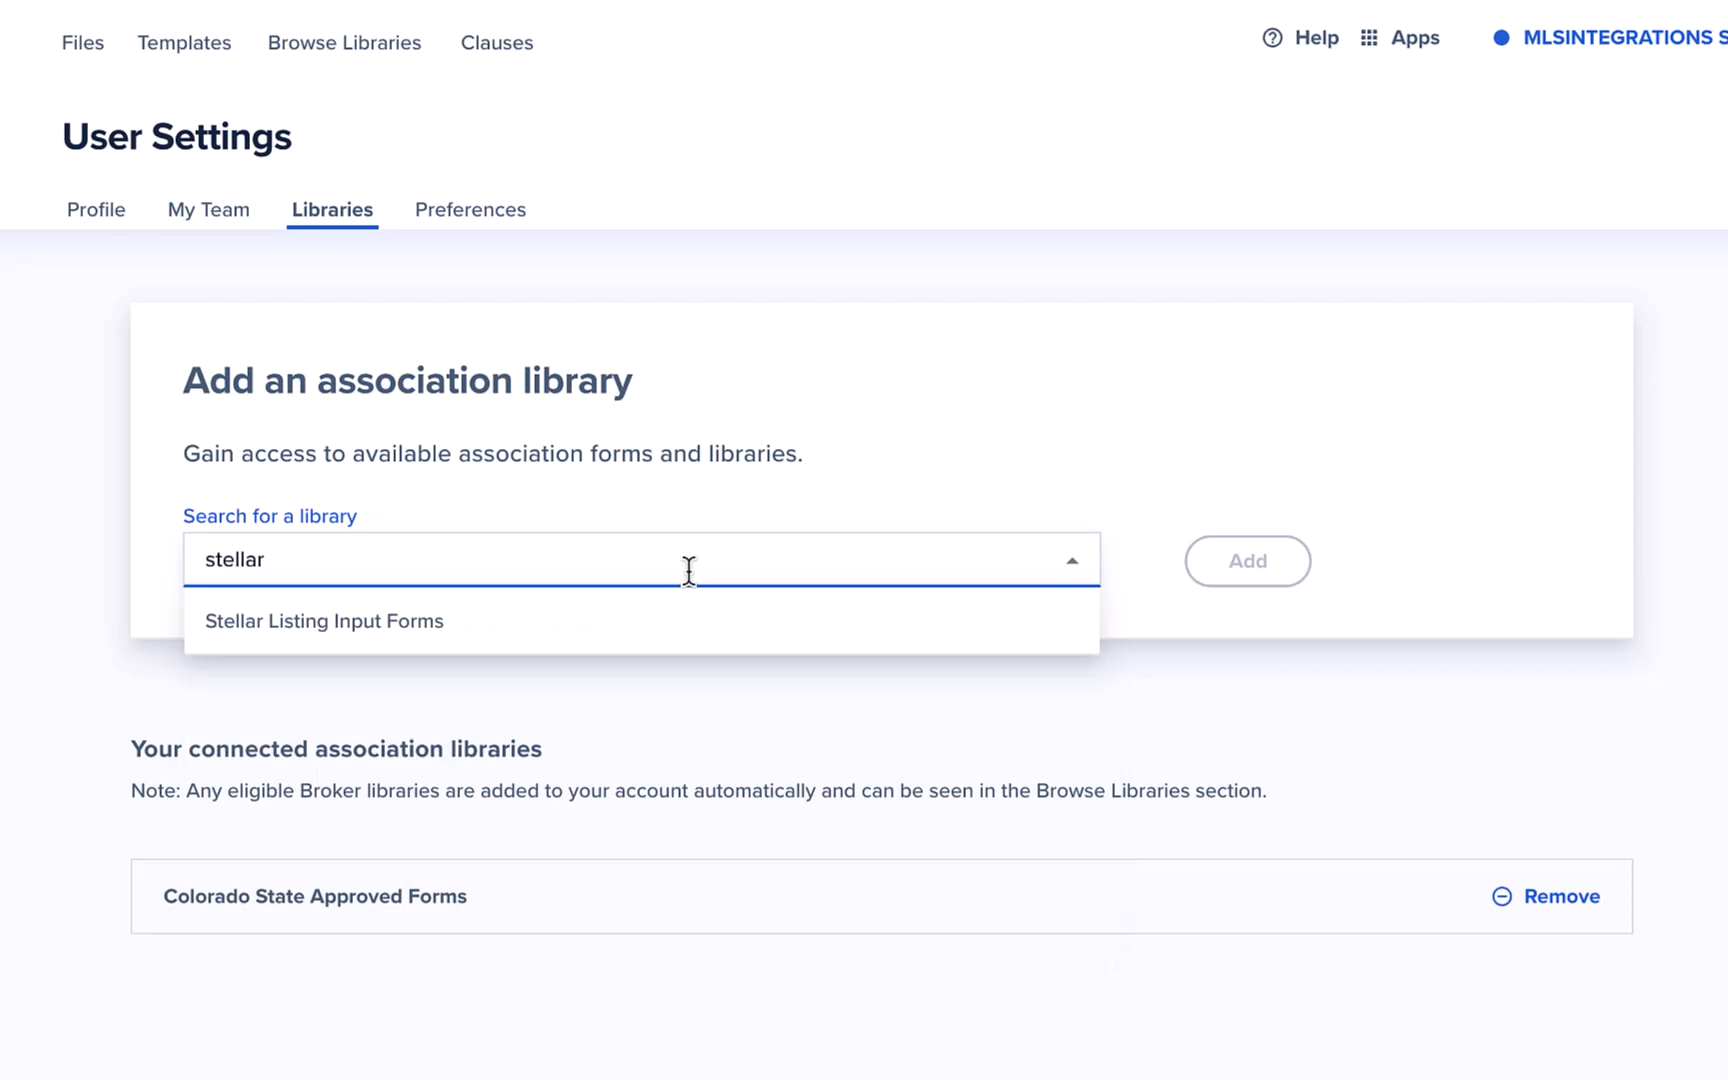 Files Templates Browse Libraries Clauses Help Apps MLSINTEGRATIONS S
User Settings
Profile My Team Libraries Preferences
Add an association library
Gain access to available association forms and libraries.
Search for a library
stellar
Add
Stellar Listing Input Forms
Your connected association libraries
Note: Any eligible Broker libraries are added to your account automatically and can be seen in the Browse Libraries section.
Colorado State Approved Forms Remove